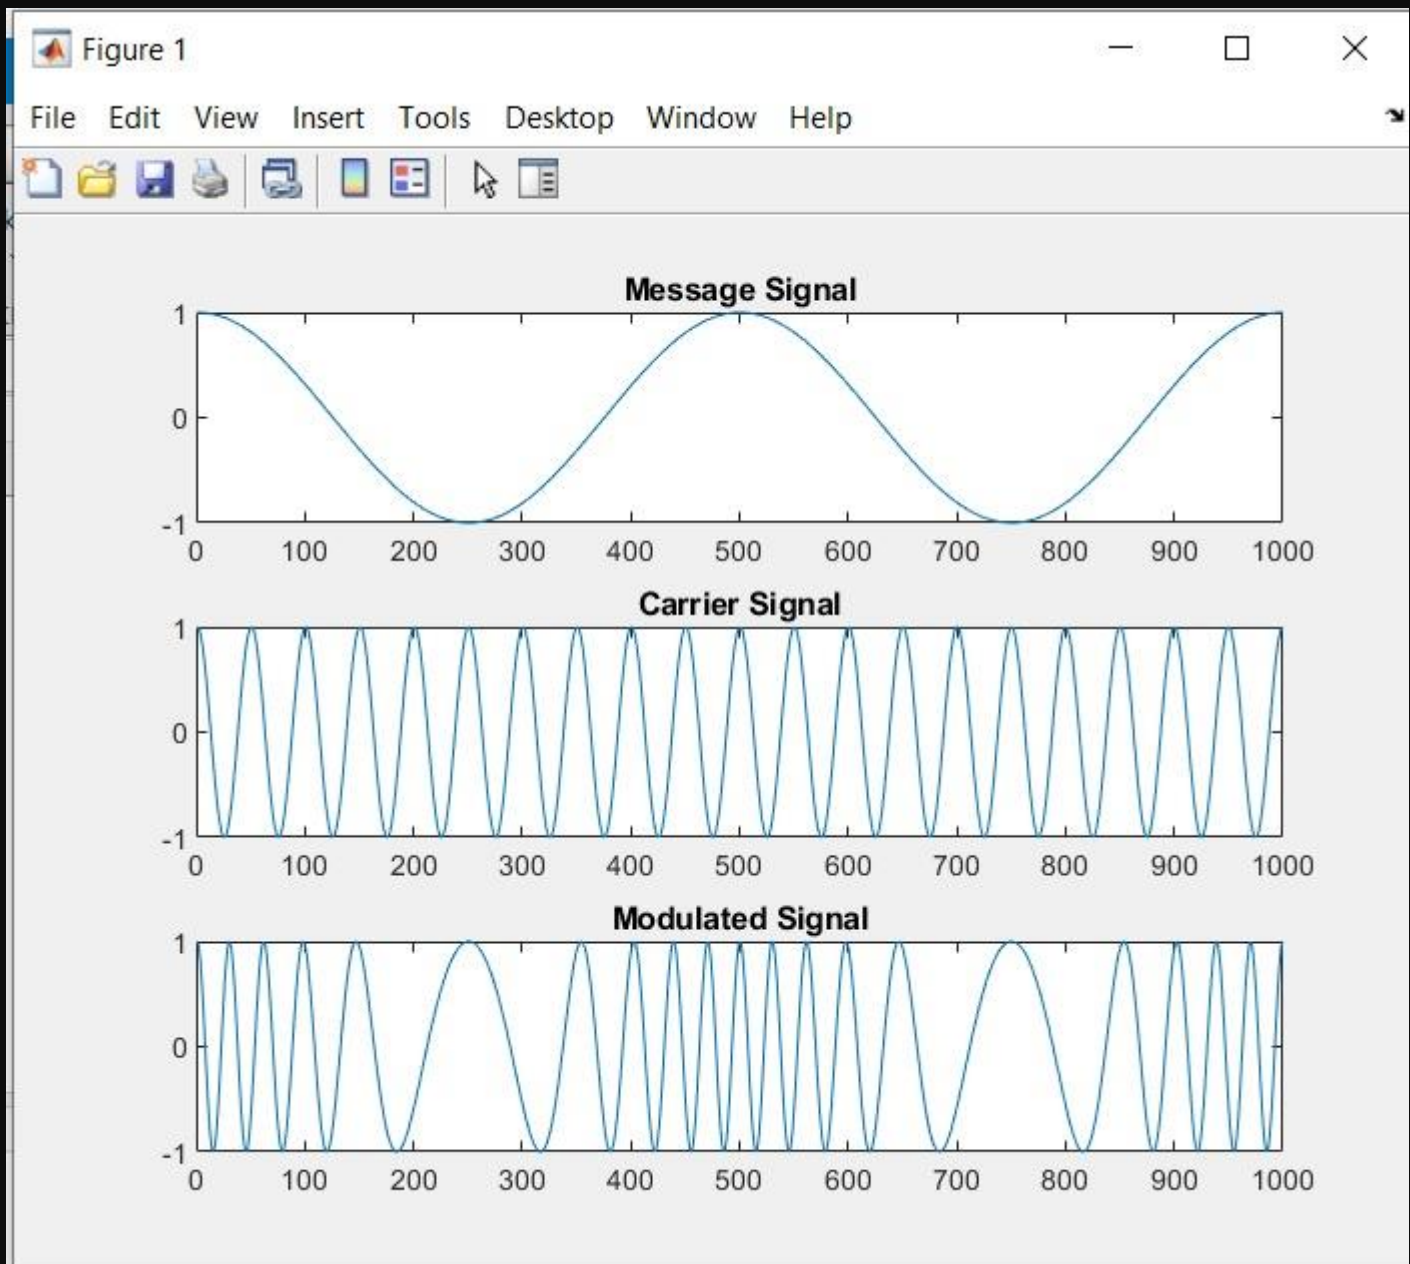 Figure 1
File Edit View Insert Tools Desktop Window Help
Message Signal
1
0
-1
0 100 200 300 400 500 600 700 800 900 1000
Carrier Signal
1
0
-1
0 100 200 300 400 500 600 700 800 900 1000
Modulated Signal
1
0
-1
0 100 200 300 400 500 600 700 800 900 1000